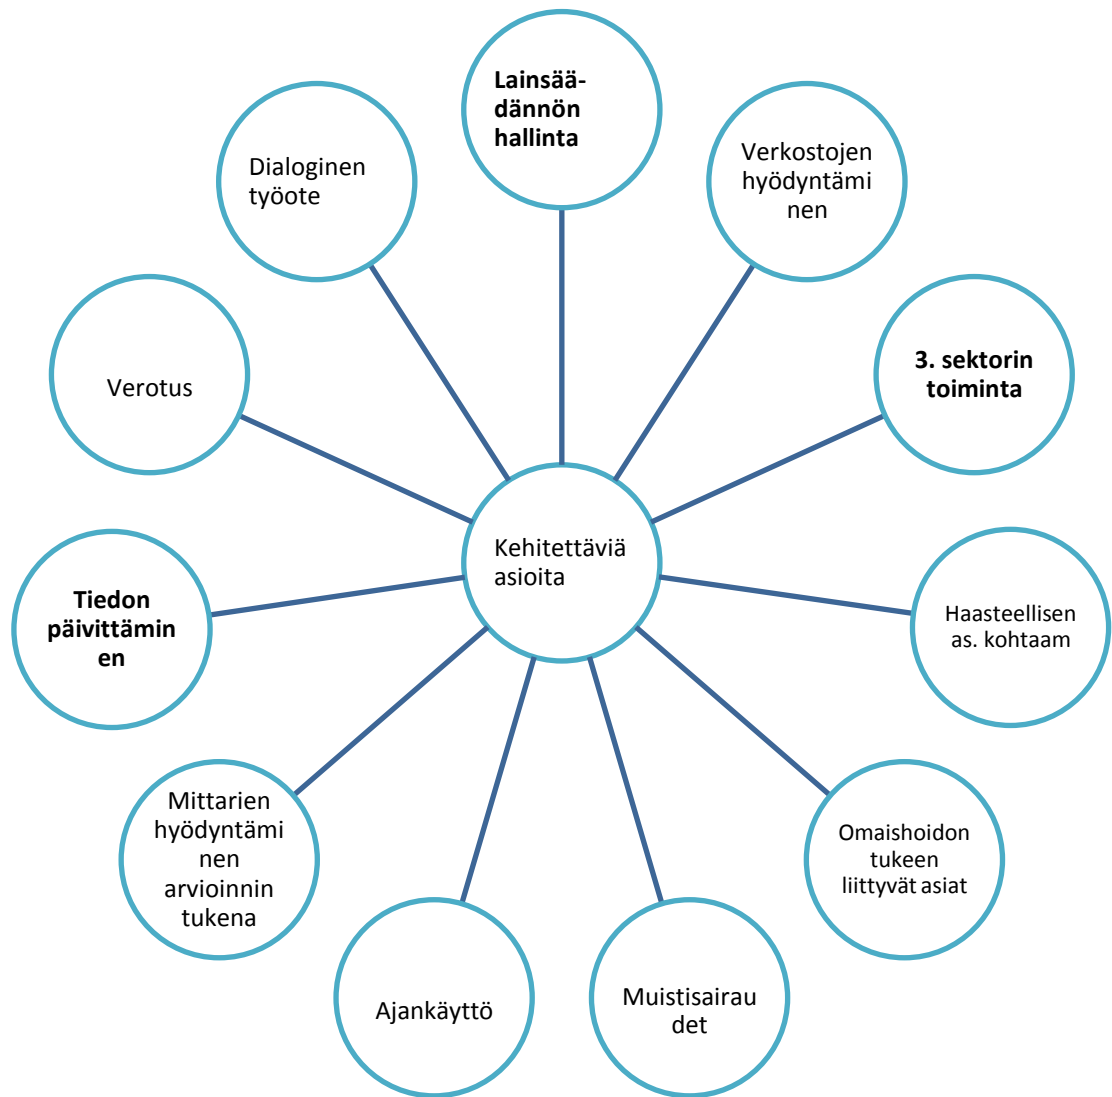 Lainsää-
dännön
hallinta
Verkostojen
hyödyntämi
nen
3. sektorin
toiminta
Haasteellisen
as. kohtaam
Omaishoidon
tukeen
liittyvät asiat
Muistisairau
det
Ajankäyttö
Mittarien
hyödyntämi
nen
arvioinnin
tukena
Tiedon
päivittämin
en
Verotus
Dialoginen
työote
Kehitettäviä
asioita